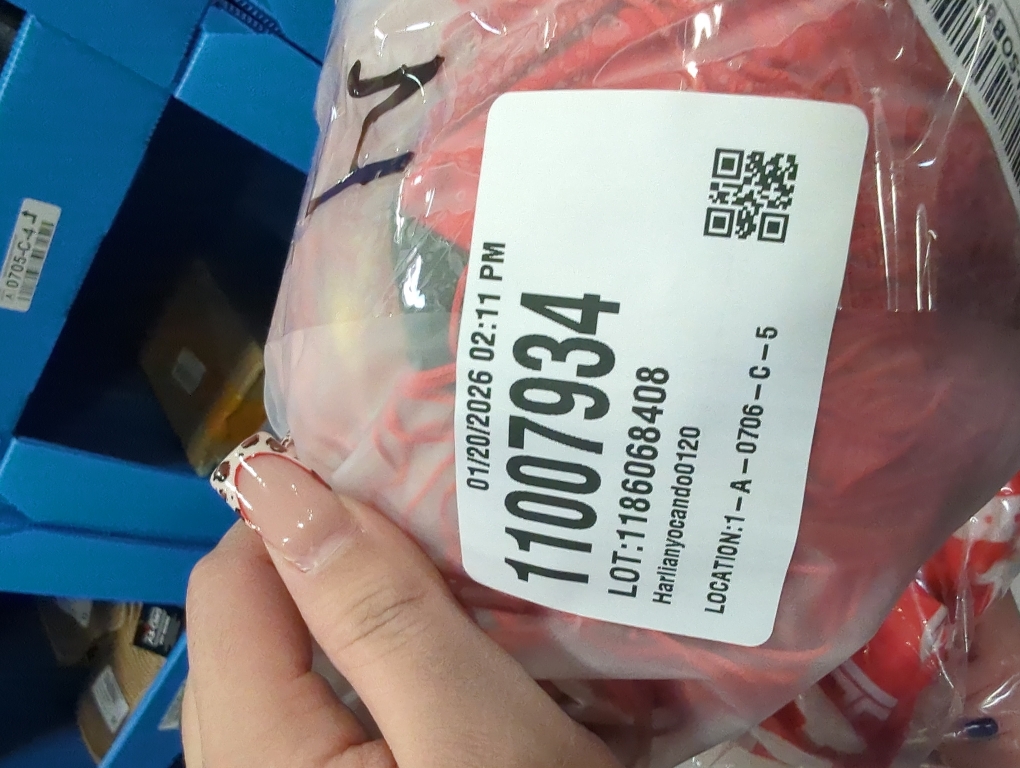 01/20/2026 02:11 PM
11007934
LOT:1186068408
Harlianyocando0120
LOCATION:1-A-0706-C-5
0705-C-4